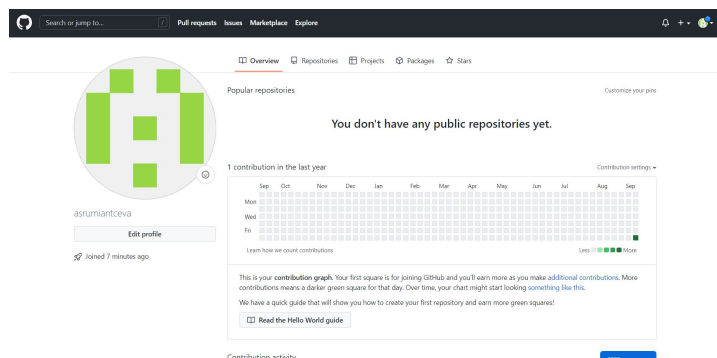 Search or jump to... /
Pull requests Issues Marketplace Explore
Overview Repositories Projects Packages Stars
Popular repositories
Customize your pins
You don't have any public repositories yet.
asrumiantceva
Edit profile
Joined 7 minutes ago
1 contribution in the last year
Contribution settings
Sep Oct Nov Dec Jan Feb Mar Apr May Jun Jul Aug Sep
Mon
Wed
Fri
Learn how we count contributions
Less More
This is your contribution graph. Your first square is for joining GitHub and you'll earn more as you make additional contributions. More
contributions means a darker green square for that day. Over time, your chart might start looking something like this.
We have a quick guide that will show you how to create your first repository and earn more green squares!
Read the Hello World guide
Contribution activity